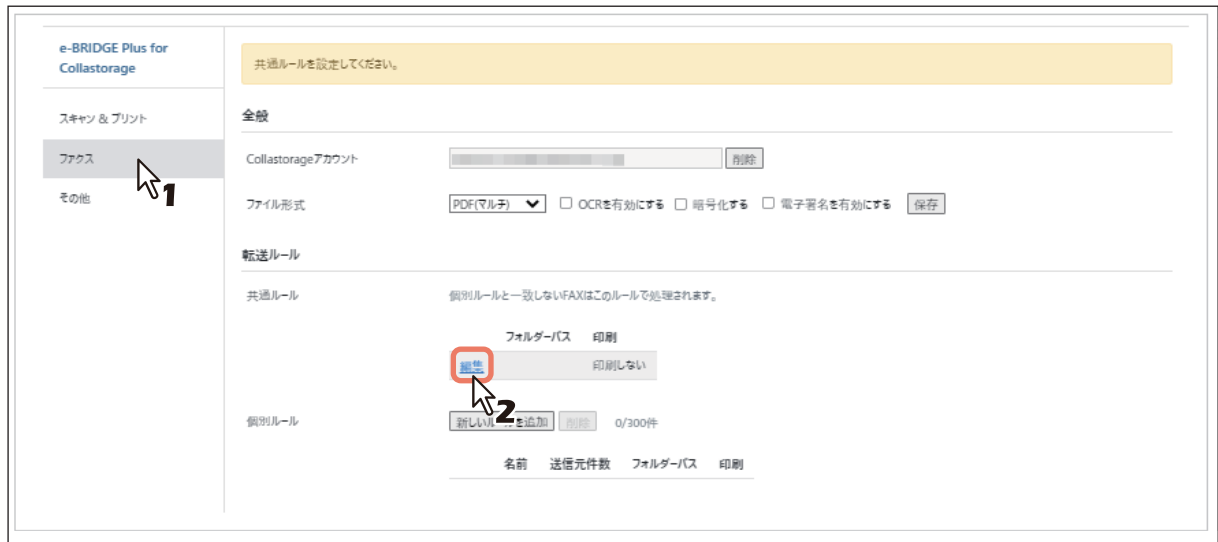 e-BRIDGE Plus for
Collastorage
共通ルールを設定してください。
スキャン & プリント
ファクス
その他
1
全般
Collastorageアカウント
削除
ファイル形式
PDF(マルチ)
OCRを有効にする
暗号化する
電子署名を有効にする
保存
転送ルール
共通ルール
個別ルールと一致しないFAXはこのルールで処理されます。
フォルダーパス 印刷
編集
印刷しない
2
個別ルール
新しいル を追加
削除
0/300件
名前 送信元件数 フォルダーパス 印刷